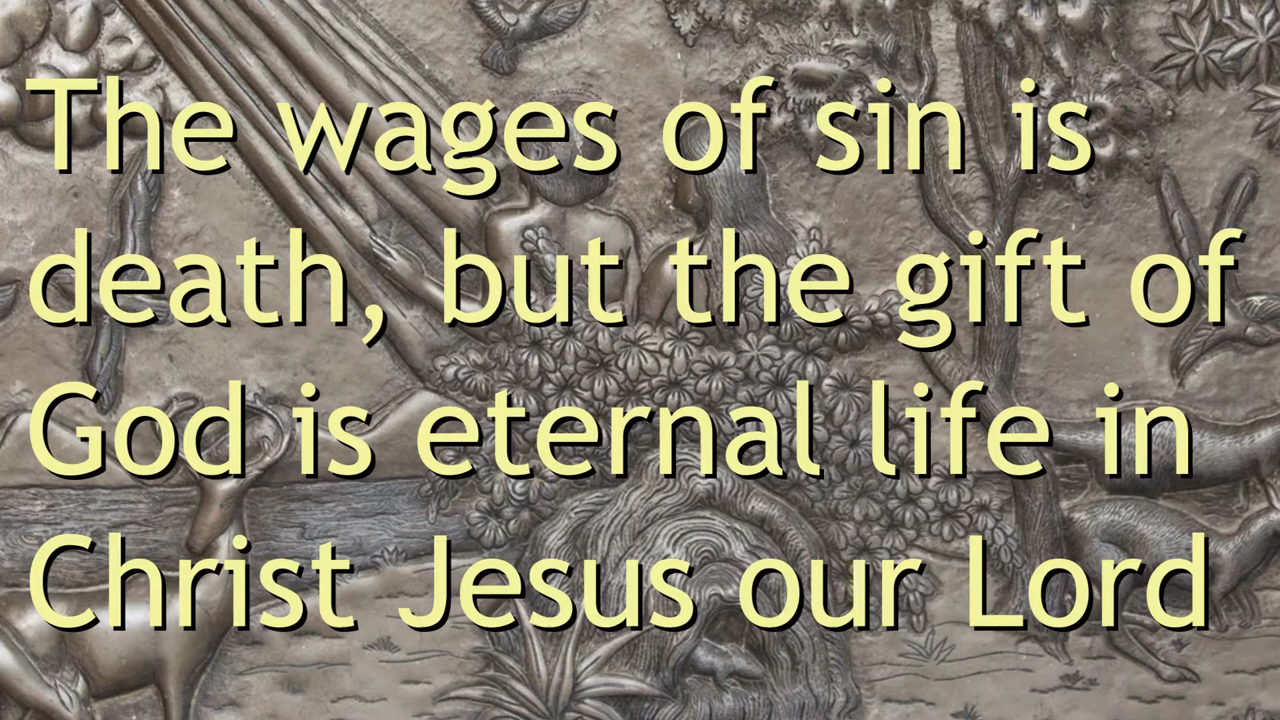 The wages of sin is
death, but the gift of
God is eternal life in
Christ Jesus our Lord